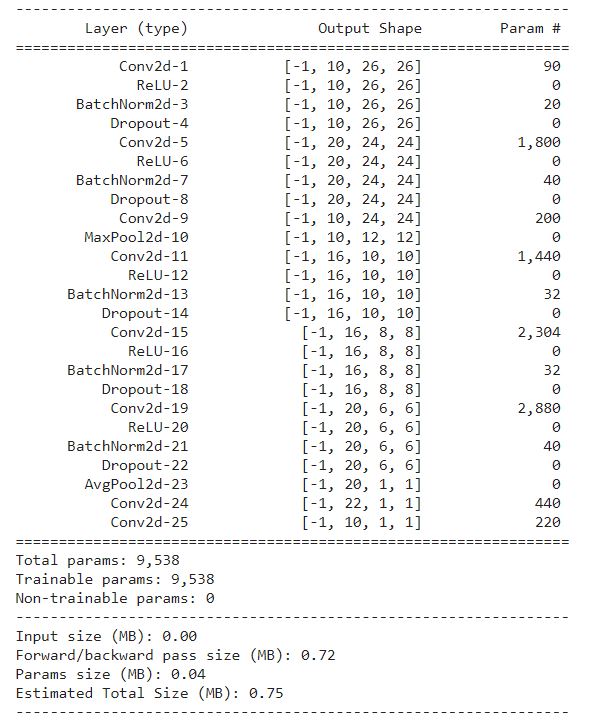 ----------------------------------------------------------------
Layer (type) Output Shape Param #
================================================================
Conv2d-1 [-1, 10, 26, 26] 90
ReLU-2 [-1, 10, 26, 26] 0
BatchNorm2d-3 [-1, 10, 26, 26] 20
Dropout-4 [-1, 10, 26, 26] 0
Conv2d-5 [-1, 20, 24, 24] 1,800
ReLU-6 [-1, 20, 24, 24] 0
BatchNorm2d-7 [-1, 20, 24, 24] 40
Dropout-8 [-1, 20, 24, 24] 0
Conv2d-9 [-1, 10, 24, 24] 200
MaxPool2d-10 [-1, 10, 12, 12] 0
Conv2d-11 [-1, 16, 10, 10] 1,440
ReLU-12 [-1, 16, 10, 10] 0
BatchNorm2d-13 [-1, 16, 10, 10] 32
Dropout-14 [-1, 16, 10, 10] 0
Conv2d-15 [-1, 16, 8, 8] 2,304
ReLU-16 [-1, 16, 8, 8] 0
BatchNorm2d-17 [-1, 16, 8, 8] 32
Dropout-18 [-1, 16, 8, 8] 0
Conv2d-19 [-1, 20, 6, 6] 2,880
ReLU-20 [-1, 20, 6, 6] 0
BatchNorm2d-21 [-1, 20, 6, 6] 40
Dropout-22 [-1, 20, 6, 6] 0
AvgPool2d-23 [-1, 20, 1, 1] 0
Conv2d-24 [-1, 22, 1, 1] 440
Conv2d-25 [-1, 10, 1, 1] 220
================================================================
Total params: 9,538
Trainable params: 9,538
Non-trainable params: 0
----------------------------------------------------------------
Input size (MB): 0.00
Forward/backward pass size (MB): 0.72
Params size (MB): 0.04
Estimated Total Size (MB): 0.75
----------------------------------------------------------------